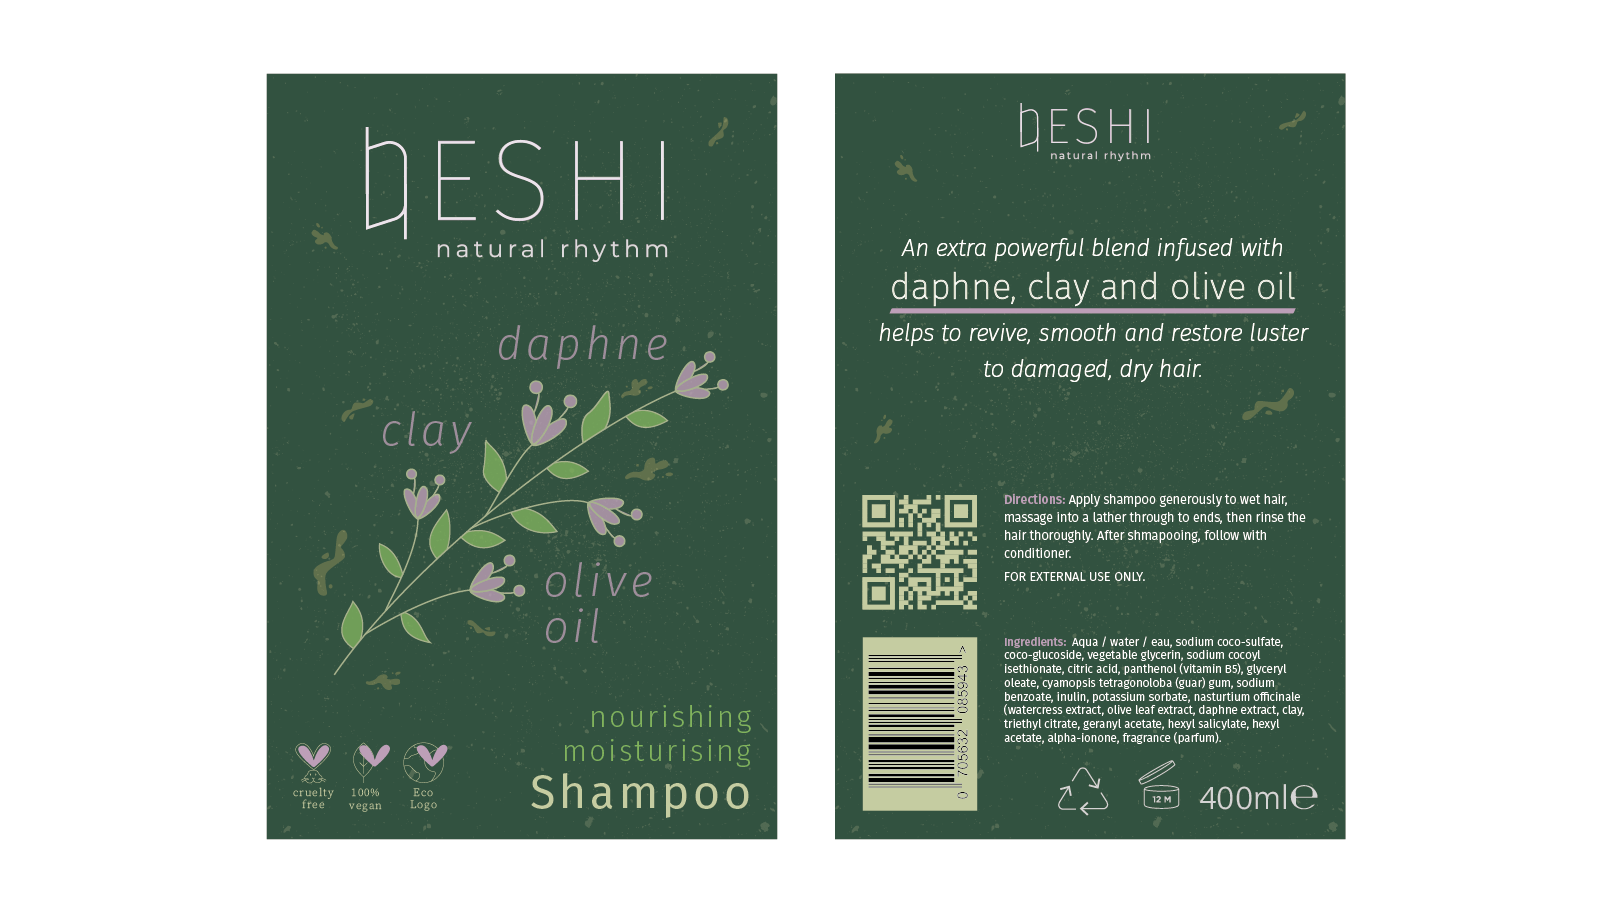 ESHI
natural rhythm
daphne
clay
olive
oil
nourishing
moisturising
Shampoo
cruelty
free
100%
vegan
Eco
Logo
ESHI
natural rhythm
An extra powerful blend infused with
daphne, clay and olive oil
helps to revive, smooth and restore luster
to damaged, dry hair.
Directions: Apply shampoo generously to wet hair,
massage into a lather through to ends, then rinse the
hair thoroughly. After shmapooing, follow with
conditioner.
FOR EXTERNAL USE ONLY.
Ingredients: Aqua / water / eau, sodium coco-sulfate,
coco-glucoside, vegetable glycerin, sodium cocoyl
isethionate, citric acid, panthenol (vitamin B5), glyceryl
oleate, cyamopsis tetragonoloba (guar) gum, sodium
benzoate, inulin, potassium sorbate, nasturtium officinale
(watercress extract, olive leaf extract, daphne extract, clay,
triethyl citrate, geranyl acetate, hexyl salicylate, hexyl
acetate, alpha-ionone, fragrance (parfum).
0 705632 085943 >
12 M
400ml℮